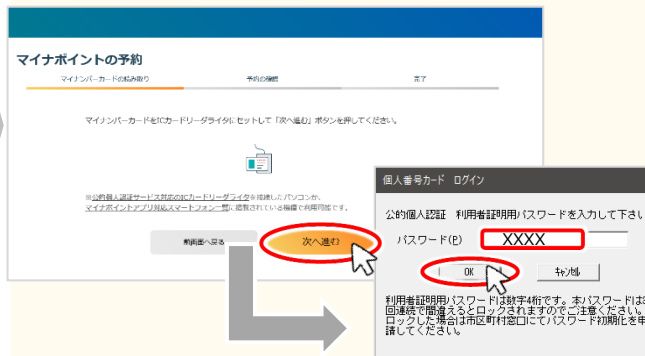 マイナポイントの予約
マイナンバーカードの読み取り
予約の確認
完了
マイナンバーカードをICカードリーダライタにセットして「次へ進む」ボタンを押してください。
※公的個人認証サービス対応のICカードリーダライタを接続したパソコンか、
マイナポイントアプリ対応スマートフォン一覧に掲載されている機種で利用可能です。
前画面へ戻る
次へ進む
個人番号カード ログイン
公的個人認証 利用者証明用パスワードを入力して下さい
パスワード(P)
XXXX
OK
キャンセル
利用者証明用パスワードは数字4桁です。本パスワードは3
回連続で間違えるとロックされますのでご注意ください。
ロックした場合は市区町村窓口にてパスワード初期化を申
請してください。